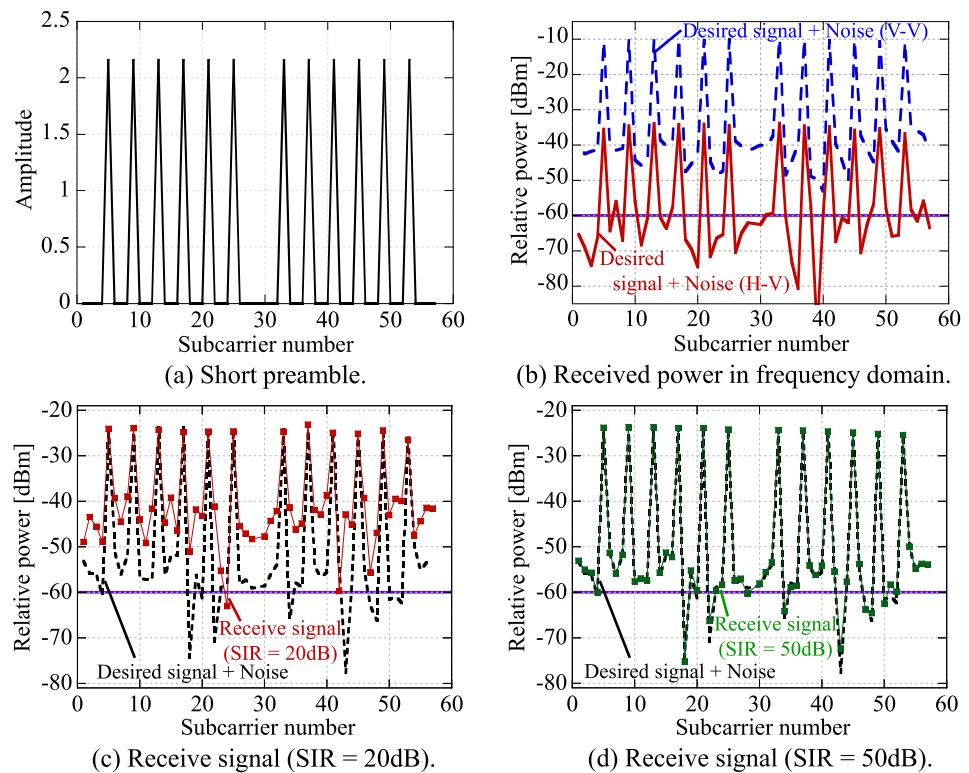 2.5
2
1.5
1
0.5
0
Amplitude
0 10 20 30 40 50 60
Subcarrier number
(a) Short preamble.
-10
-20
-30
-40
-50
-60
-70
-80
Relative power [dBm]
Desired signal + Noise (V-V)
Desired
signal + Noise (H-V)
0 10 20 30 40 50 60
Subcarrier number
(b) Received power in frequency domain.
-20
-30
-40
-50
-60
-70
-80
Relative power [dBm]
Receive signal
(SIR = 20dB)
Desired signal + Noise
0 10 20 30 40 50 60
Subcarrier number
(c) Receive signal (SIR = 20dB).
-20
-30
-40
-50
-60
-70
-80
Relative power [dBm]
Receive signal
(SIR = 50dB)
Desired signal + Noise
0 10 20 30 40 50 60
Subcarrier number
(d) Receive signal (SIR = 50dB).